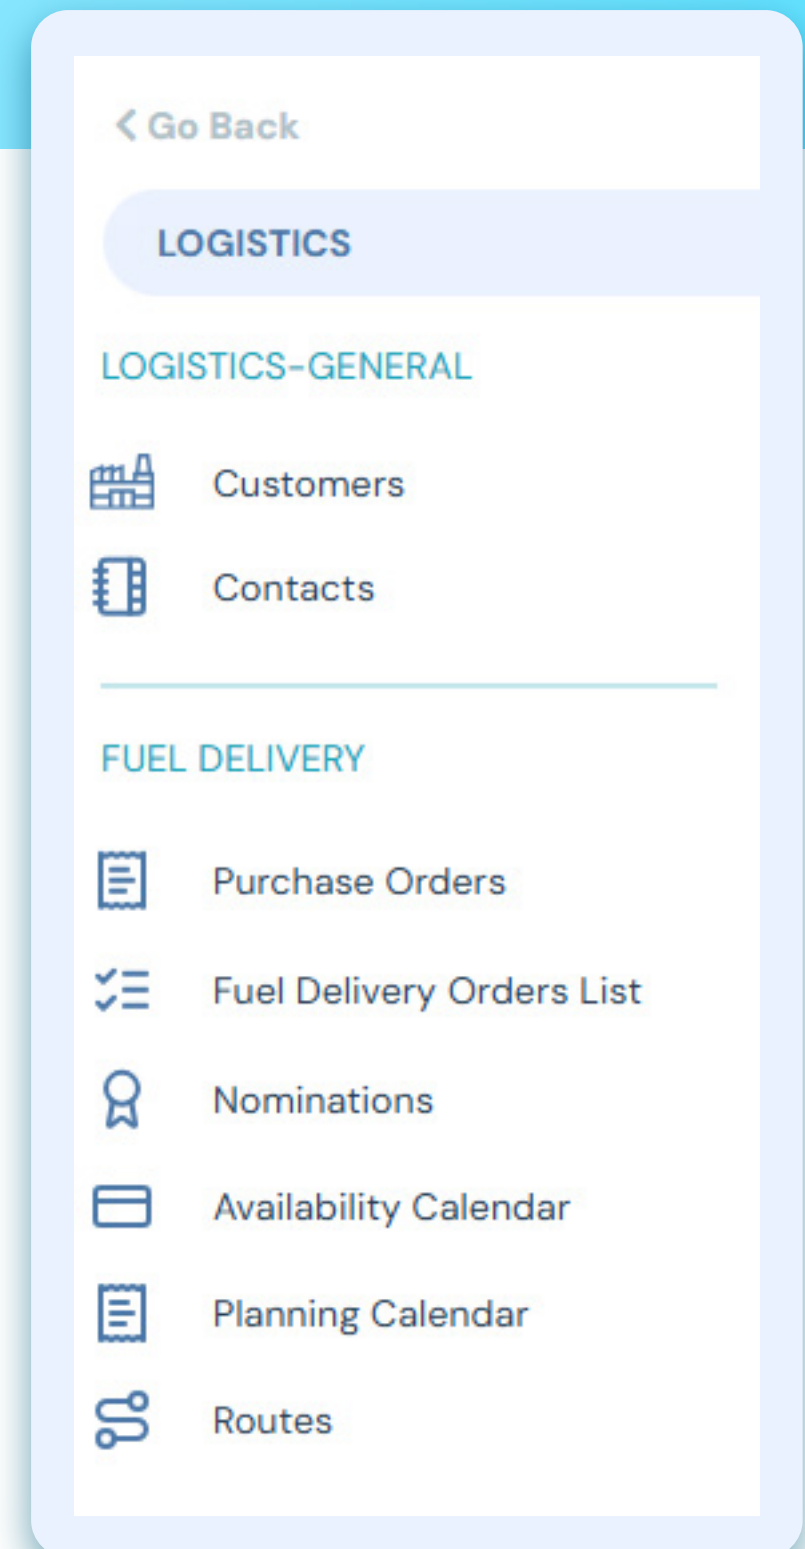 Go Back
LOGISTICS
LOGISTICS-GENERAL
Customers
Contacts
FUEL DELIVERY
Purchase Orders
Fuel Delivery Orders List
Nominations
Availability Calendar
Planning Calendar
Routes